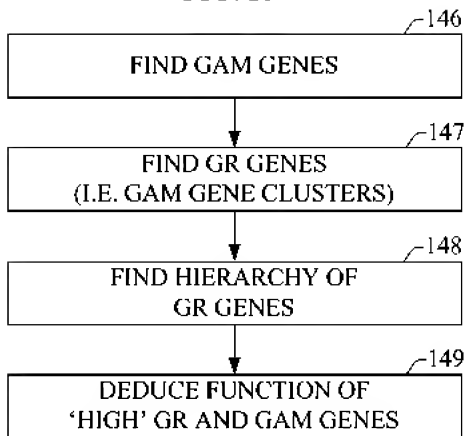 146
FIND GAM GENES
147
FIND GR GENES
(I.E. GAM GENE CLUSTERS)
148
FIND HIERARCHY OF
GR GENES
149
DEDUCE FUNCTION OF
'HIGH' GR AND GAM GENES